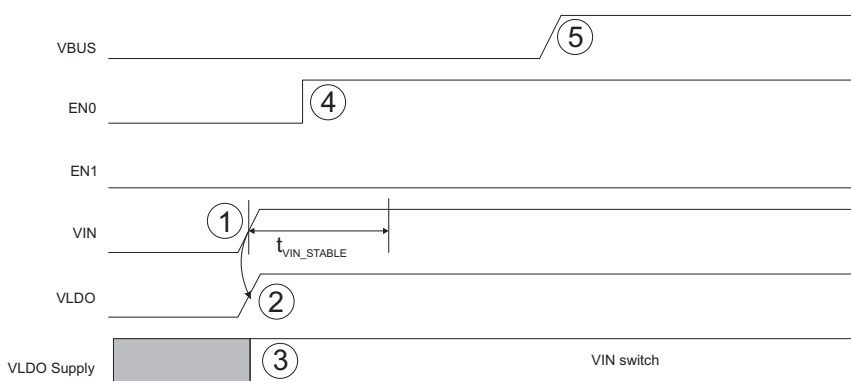 VBUS
5
EN0
4
EN1
VIN
1
tVIN_STABLE
VLDO
2
VLDO Supply
3
VIN switch